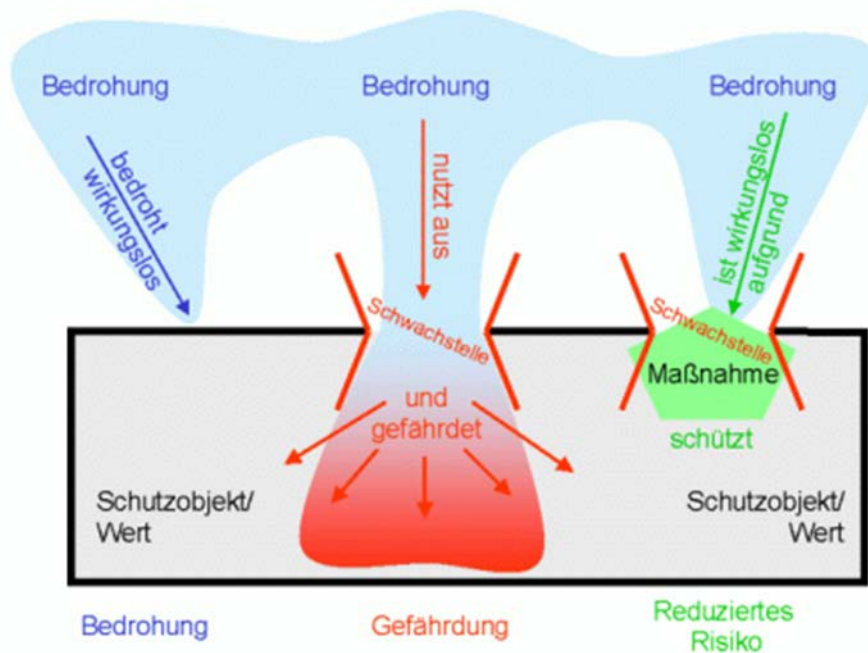 Bedrohung
Bedrohung
Bedrohung
bedroht
wirkungslos
nutzt aus
ist wirkungslos
aufgrund
Schwachstelle
Schwachstelle
Maßnahme
und
gefährdet
schützt
Schutzobjekt/
Wert
Schutzobjekt/
Wert
Bedrohung
Gefährdung
Reduziertes
Risiko